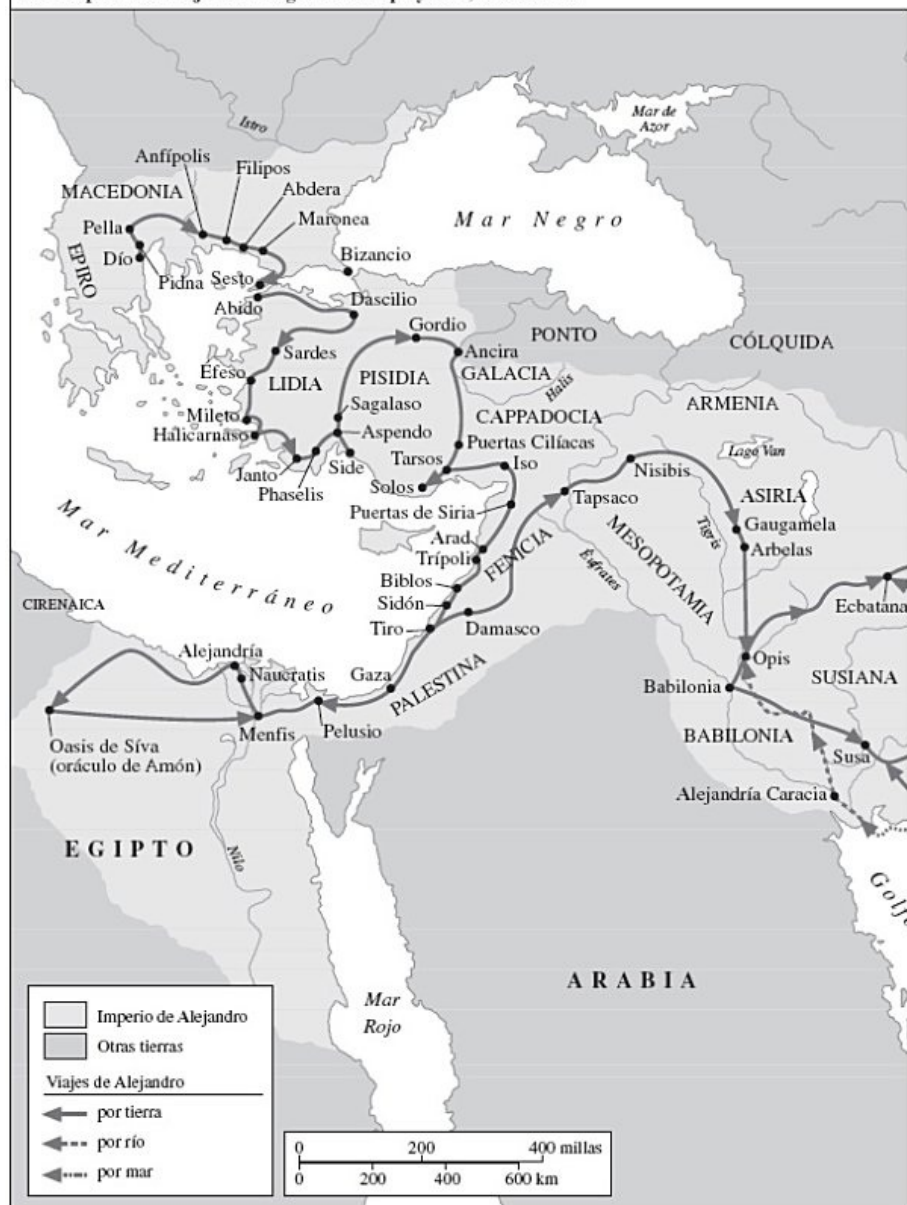 Istro
Mar de
Azor
Anfípolis
Filipos
Abdera
Maronea
MACEDONIA
Pella
Mar Negro
EPIRO
Dío
Pidna
Bizancio
Sesto
Abido
Dascilio
Gordio
PONTO
CÓLQUIDA
Sardes
Ancira
Éfeso
LIDIA
PISIDIA
GALACIA
Halis
ARMENIA
Sagalaso
CAPPADOCIA
Mileto
Halicarnaso
Aspendo
Puertas Cilíacas
Lago Van
Janto
Side
Tarsos
Iso
Nisibis
Phaselis
Solos
Tapsaco
ASIRIA
Puertas de Siria
Gaugamela
Mar Mediterráneo
Arad
Trípoli
FENICIA
MESOPOTAMIA
Tigris
Arbelas
Biblos
Éufrates
CIRENAICA
Sidón
Ecbatana
Tiro
Damasco
Alejandría
Naucratis
Gaza
PALESTINA
Opis
SUSIANA
Babilonia
Oasis de Síva
(oráculo de Amón)
Menfis
Pelusio
BABILONIA
Susa
Alejandría Caracia
EGIPTO
Nilo
Golf
ARABIA
Mar
Rojo
Imperio de Alejandro
Otras tierras
Viajes de Alejandro
por tierra
por río
por mar
0 200 400 millas
0 200 400 600 km